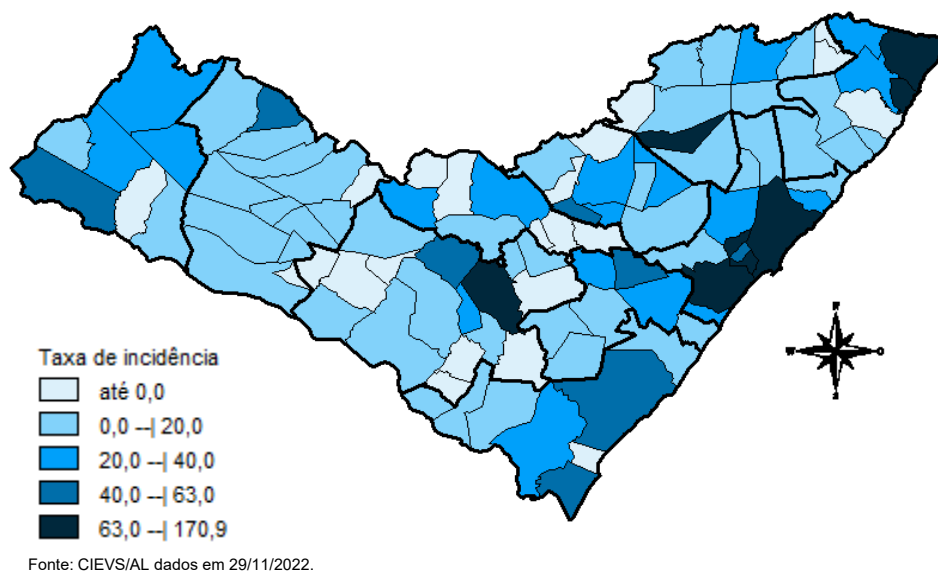 Taxa de incidência
até 0,0
0,0 --| 20,0
20,0 --| 40,0
40,0 --| 63,0
63,0 --| 170,9
Fonte: CIEVS/AL dados em 29/11/2022.